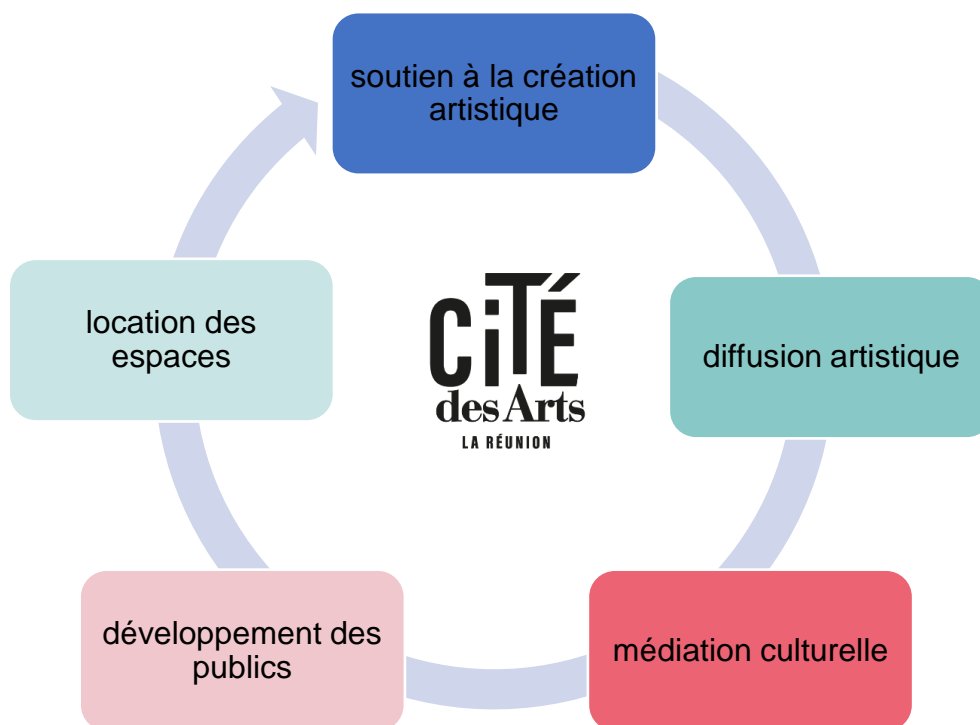 soutien à la création
artistique
location des
espaces
CiTÉ
des Arts
LA RÉUNION
diffusion artistique
développement des
publics
médiation culturelle